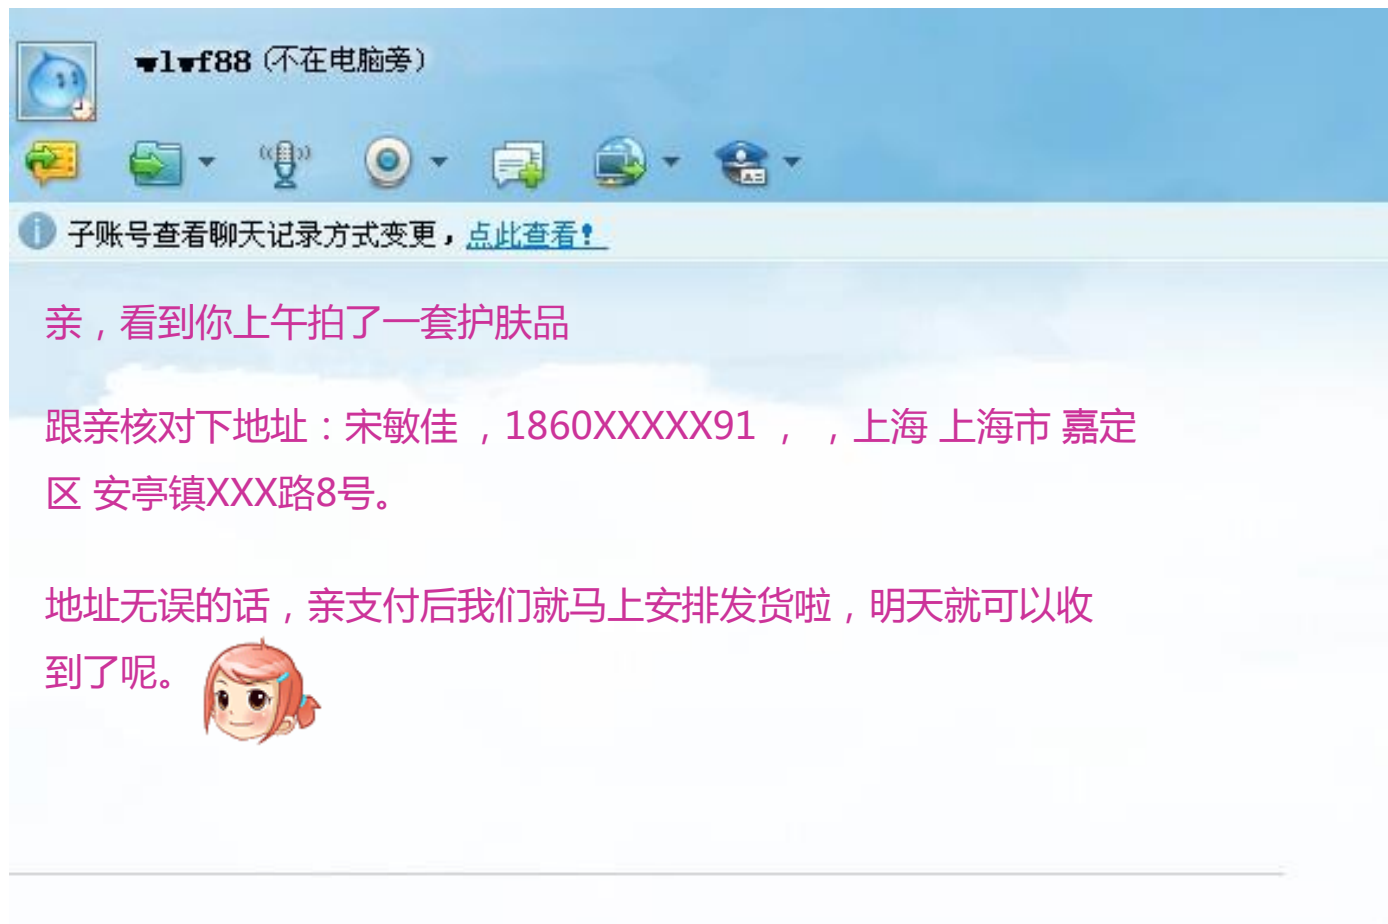 wlwf88 (不在电脑旁)
子账号查看聊天记录方式变更，点此查看！
亲，看到你上午拍了一套护肤品
跟亲核对下地址：宋敏佳 ，1860XXXXX91 ， ，上海 上海市 嘉定
区 安亭镇XXX路8号。
地址无误的话，亲支付后我们就马上安排发货啦，明天就可以收
到了呢。